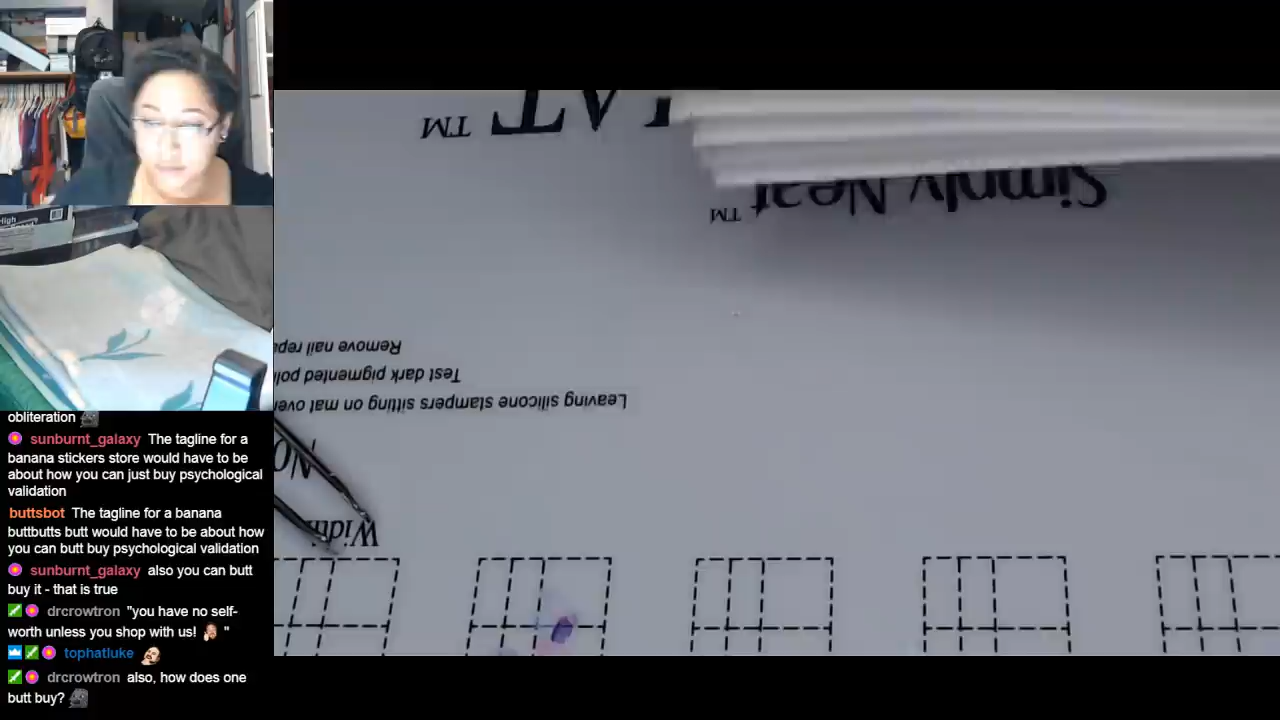 High
obliteration
sunburnt_galaxy The tagline for a
banana stickers store would have to be
about how you can just buy psychological
validation
buttsbot The tagline for a banana
buttbutts butt would have to be about how
you can butt buy psychological validation
sunburnt_galaxy also you can butt
buy it - that is true
drcrowtron "you have no self-
worth unless you shop with us! "
tophatluke
drcrowtron also, how does one
butt buy?
TM
Simply Neat TM
Remove nail
Test dark pigmented
Leaving silicone stampers sitting on mat
Width